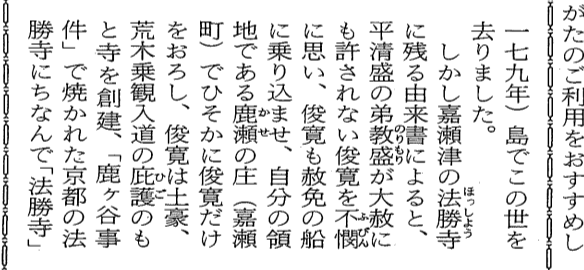 がたのご利用をおすすめし
一七九年）島でこの世を
去りました。
しかし嘉瀬津の法勝寺
に残る由来書によると、
平清盛の弟教盛が大赦に
も許されない俊寛を不憫
に思い、俊寛も赦免の船
に乗り込ませ、自分の領
地である鹿瀬の庄（嘉瀬
町）でひそかに俊寛だけ
をおろし、俊寛は土豪、
荒木乗観入道の庇護のも
と寺を創建、「鹿ヶ谷事
件」で焼かれた京都の法
勝寺にちなんで「法勝寺」